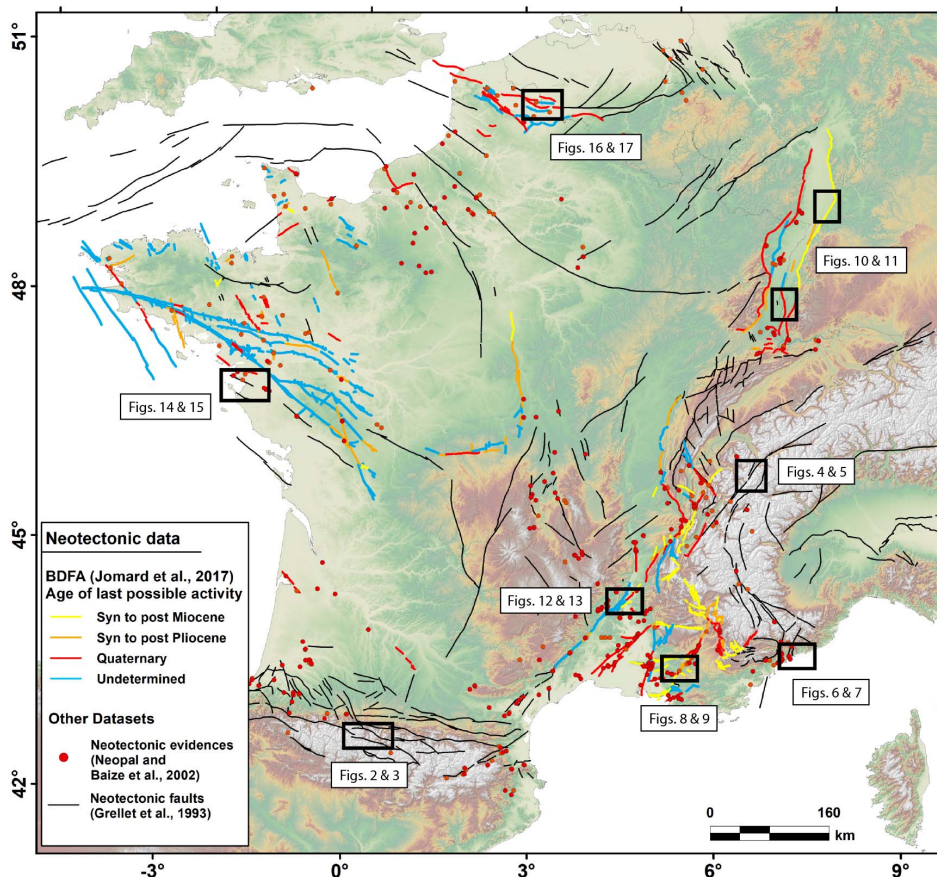 51°
48°
45°
42°
Figs. 16 & 17
Figs. 10 & 11
Figs. 14 & 15
Figs. 4 & 5
Figs. 12 & 13
Figs. 6 & 7
Figs. 8 & 9
Figs. 2 & 3
Neotectonic data
BDFA (Jomard et al., 2017)
Age of last possible activity
Syn to post Miocene
Syn to post Pliocene
Quaternary
Undetermined
Other Datasets
Neotectonic evidences
(Neopal and
Baize et al., 2002)
Neotectonic faults
(Grellet et al., 1993)
0 160
km
-3° 0° 3° 6° 9°